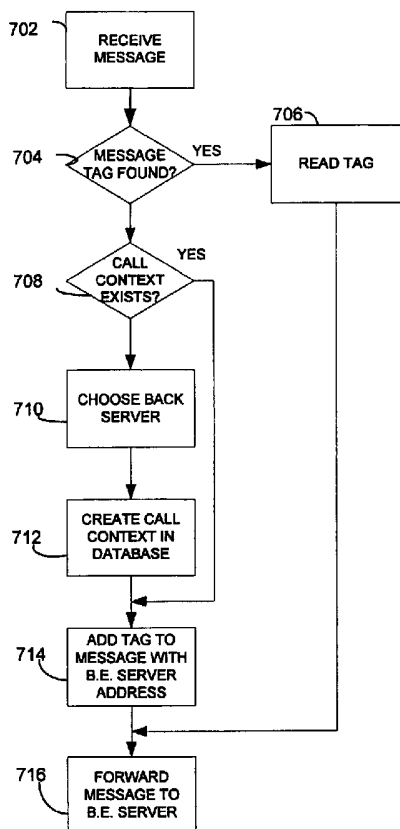 702
RECEIVE
MESSAGE
704
MESSAGE
TAG FOUND?
YES
706
READ TAG
708
CALL
CONTEXT
EXISTS?
YES
710
CHOOSE BACK
SERVER
712
CREATE CALL
CONTEXT IN
DATABASE
714
ADD TAG TO
MESSAGE WITH
B.E. SERVER
ADDRESS
716
FORWARD
MESSAGE TO
B.E. SERVER